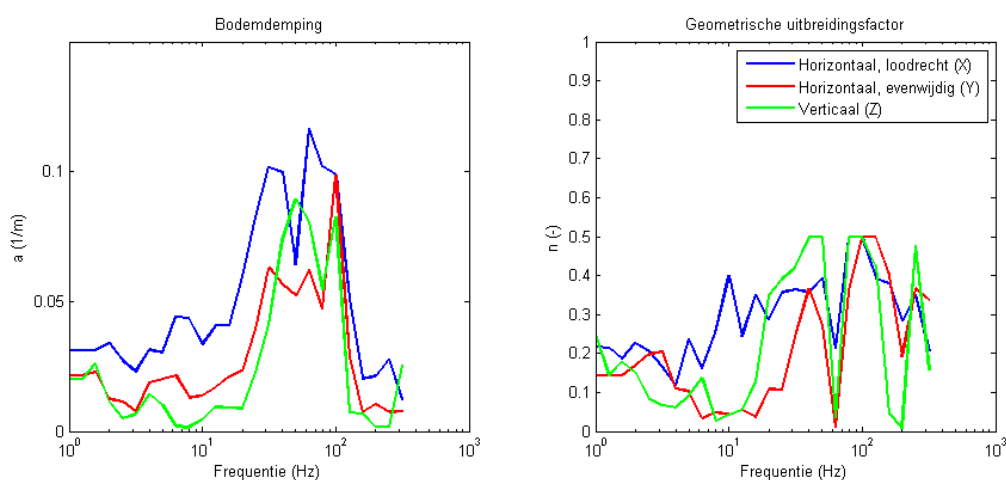 Bodemdemping
0.1
0.05
0
10^0
10^1
10^2
10^3
a (1/m)
Frequentie (Hz)
Geometrische uitbreidingsfactor
Horizontaal, loodrecht (X)
Horizontaal, evenwijdig (Y)
Verticaal (Z)
1
0.9
0.8
0.7
0.6
0.5
0.4
0.3
0.2
0.1
0
10^0
10^1
10^2
10^3
n (-)
Frequentie (Hz)